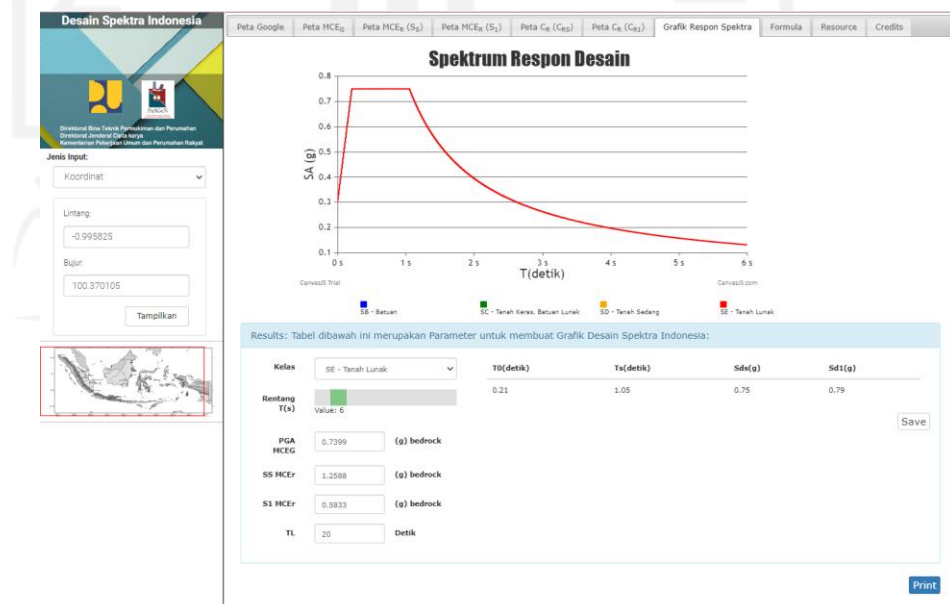 Desain Spektra Indonesia
Direktorat Bina Teknik Permukiman dan Perumahan
Direktorat Jenderal Cipta Karya
Kementerian Pekerjaan Umum dan Perumahan Rakyat
Jenis Input:
Koordinat
Lintang:
-0.995825
Bujur:
100.370105
Tampilkan
Peta Google
Peta MCEG
Peta MCER (SS)
Peta MCER (S1)
Peta CR (CRS)
Peta CR (CR1)
Grafik Respon Spektra
Formula
Resource
Credits
Spektrum Respon Desain
SA (g)
0.8
0.7
0.6
0.5
0.4
0.3
0.2
0.1
0 s 1 s 2 s 3 s 4 s 5 s 6 s
T(detik)
CanvasJS Trial
CanvasJS.com
SB - Batuan
SC - Tanah Keras, Batuan Lunak
SD - Tanah Sedang
SE - Tanah Lunak
Results: Tabel dibawah ini merupakan Parameter untuk membuat Grafik Desain Spektra Indonesia:
Kelas
SE - Tanah Lunak
Rentang
T(s)
Value: 6
PGA
MCEG
0.7399
(g) bedrock
SS MCEr
1.2588
(g) bedrock
S1 MCEr
0.5833
(g) bedrock
TL
20
Detik
T0(detik) Ts(detik) Sds(g) Sd1(g)
0.21 1.05 0.75 0.79
Save
Print